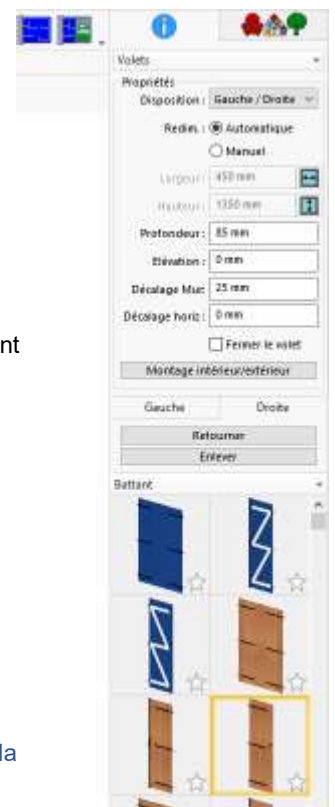 Volets
Propriétés
Disposition : Gauche / Droite
Redim. : Automatique
Manuel
Largeur : 450 mm
Hauteur : 1350 mm
Profondeur : 85 mm
Elévation : 0 mm
Décalage Mur: 25 mm
Décalage horiz : 0 mm
nt
Fermer le volet
Montage intérieur/extérieur
Gauche Droite
Retourner
Enlever
Battant
la